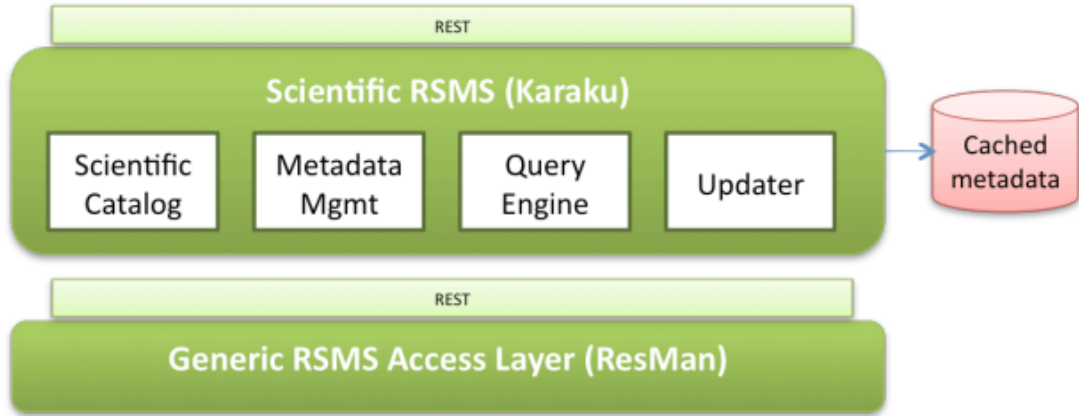 REST
Scientific RSMS (Karaku)
Scientific
Catalog
Metadata
Mgmt
Query
Engine
Updater
Cached
metadata
REST
Generic RSMS Access Layer (ResMan)